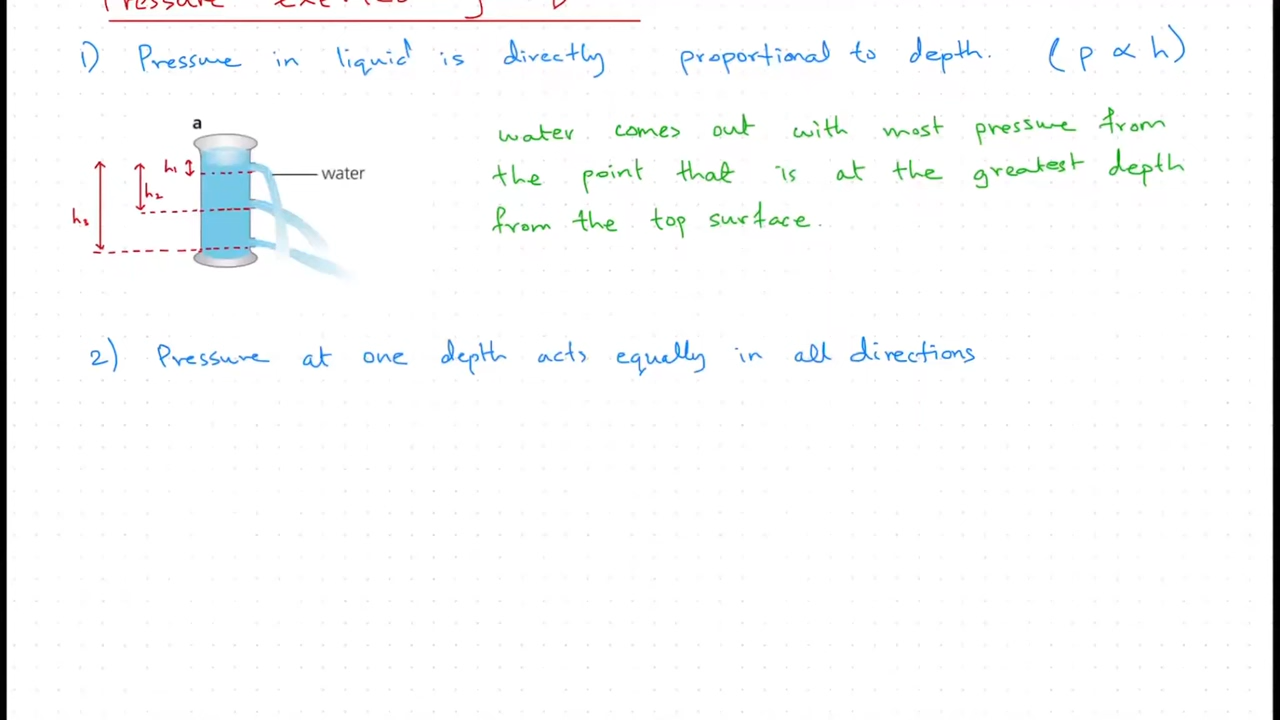 Pressure
1) Pressure in liquid is directly proportional to depth. (p ∝ h)
a
water comes out with most pressure from
the point that is at the greatest depth
from the top surface.
h₁
water
h₂
h₃
2) Pressure at one depth acts equally in all directions